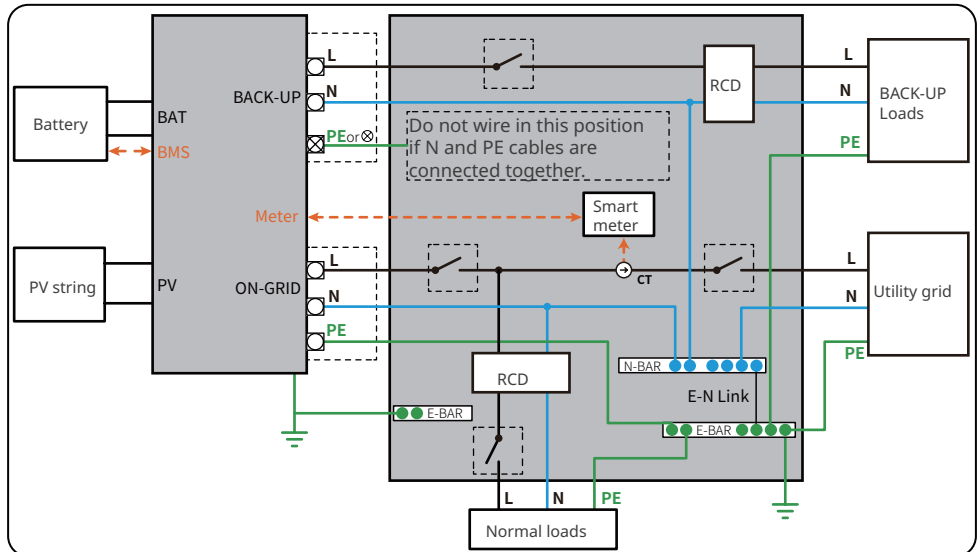 L
L
RCD
N
N
BACK-UP
BACK-UP
Loads
Battery
BAT
BMS
PEor
Do not wire in this position
if N and PE cables are
connected together.
PE
Smart
meter
Meter
L
L
CT
PV string
PV
ON-GRID
N
N
Utility grid
PE
PE
N-BAR
RCD
E-N Link
E-BAR
E-BAR
L
N
PE
Normal loads